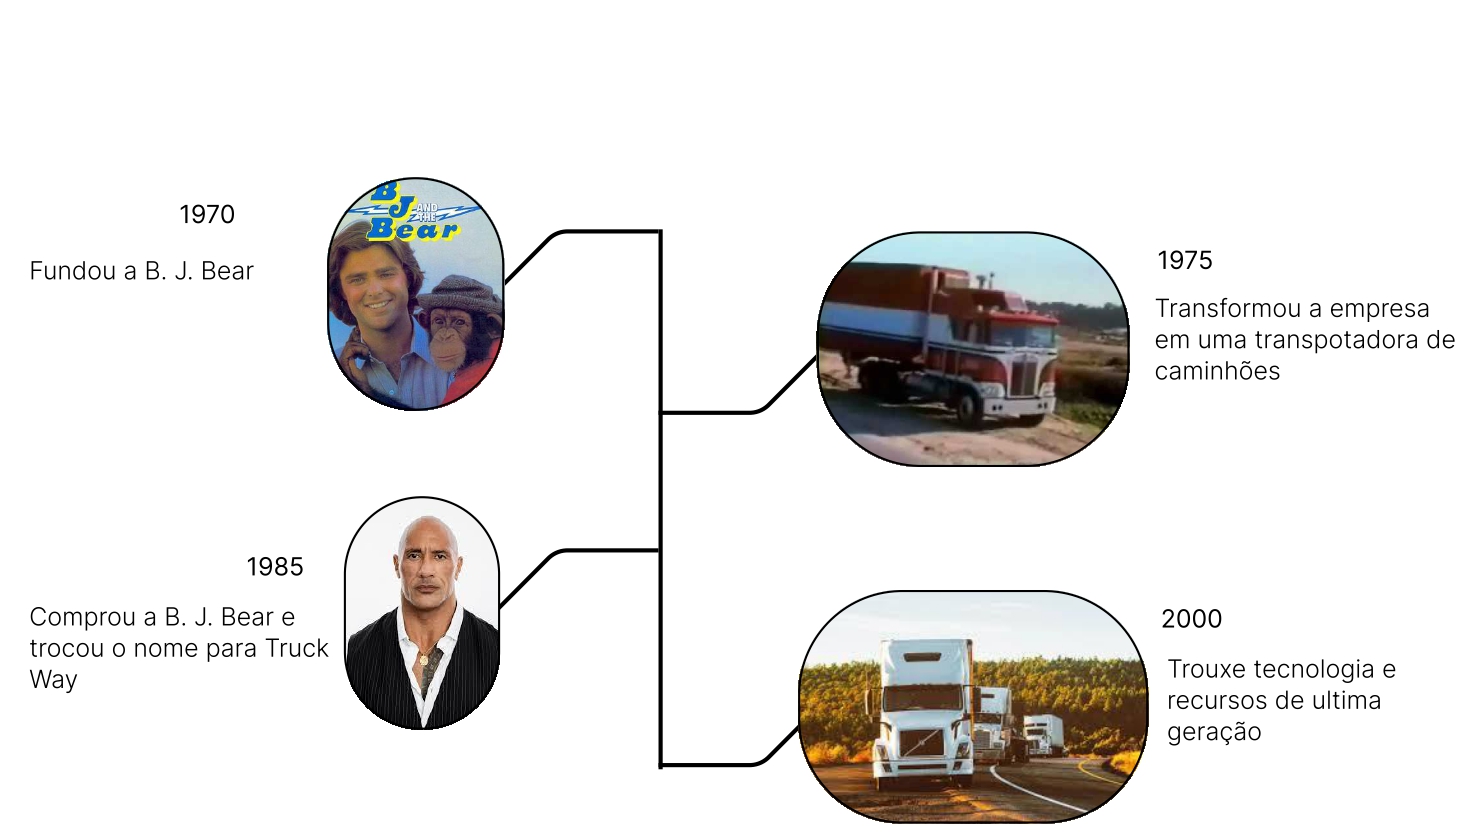 1970
Fundou a B. J. Bear
B
J AND
THE
Bear
1975
Transformou a empresa
em uma transpotadora de
caminhões
1985
Comprou a B. J. Bear e
trocou o nome para Truck
Way
2000
Trouxe tecnologia e
recursos de ultima
geração